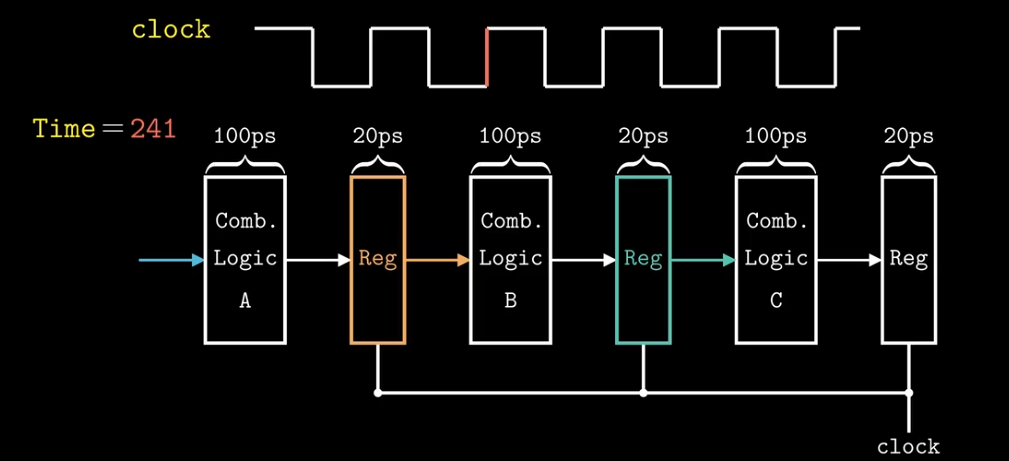 clock
Time = 241
100ps 20ps 100ps 20ps 100ps 20ps
Comb. Comb. Comb.
Logic Reg Logic Reg Logic Reg
A B C
clock